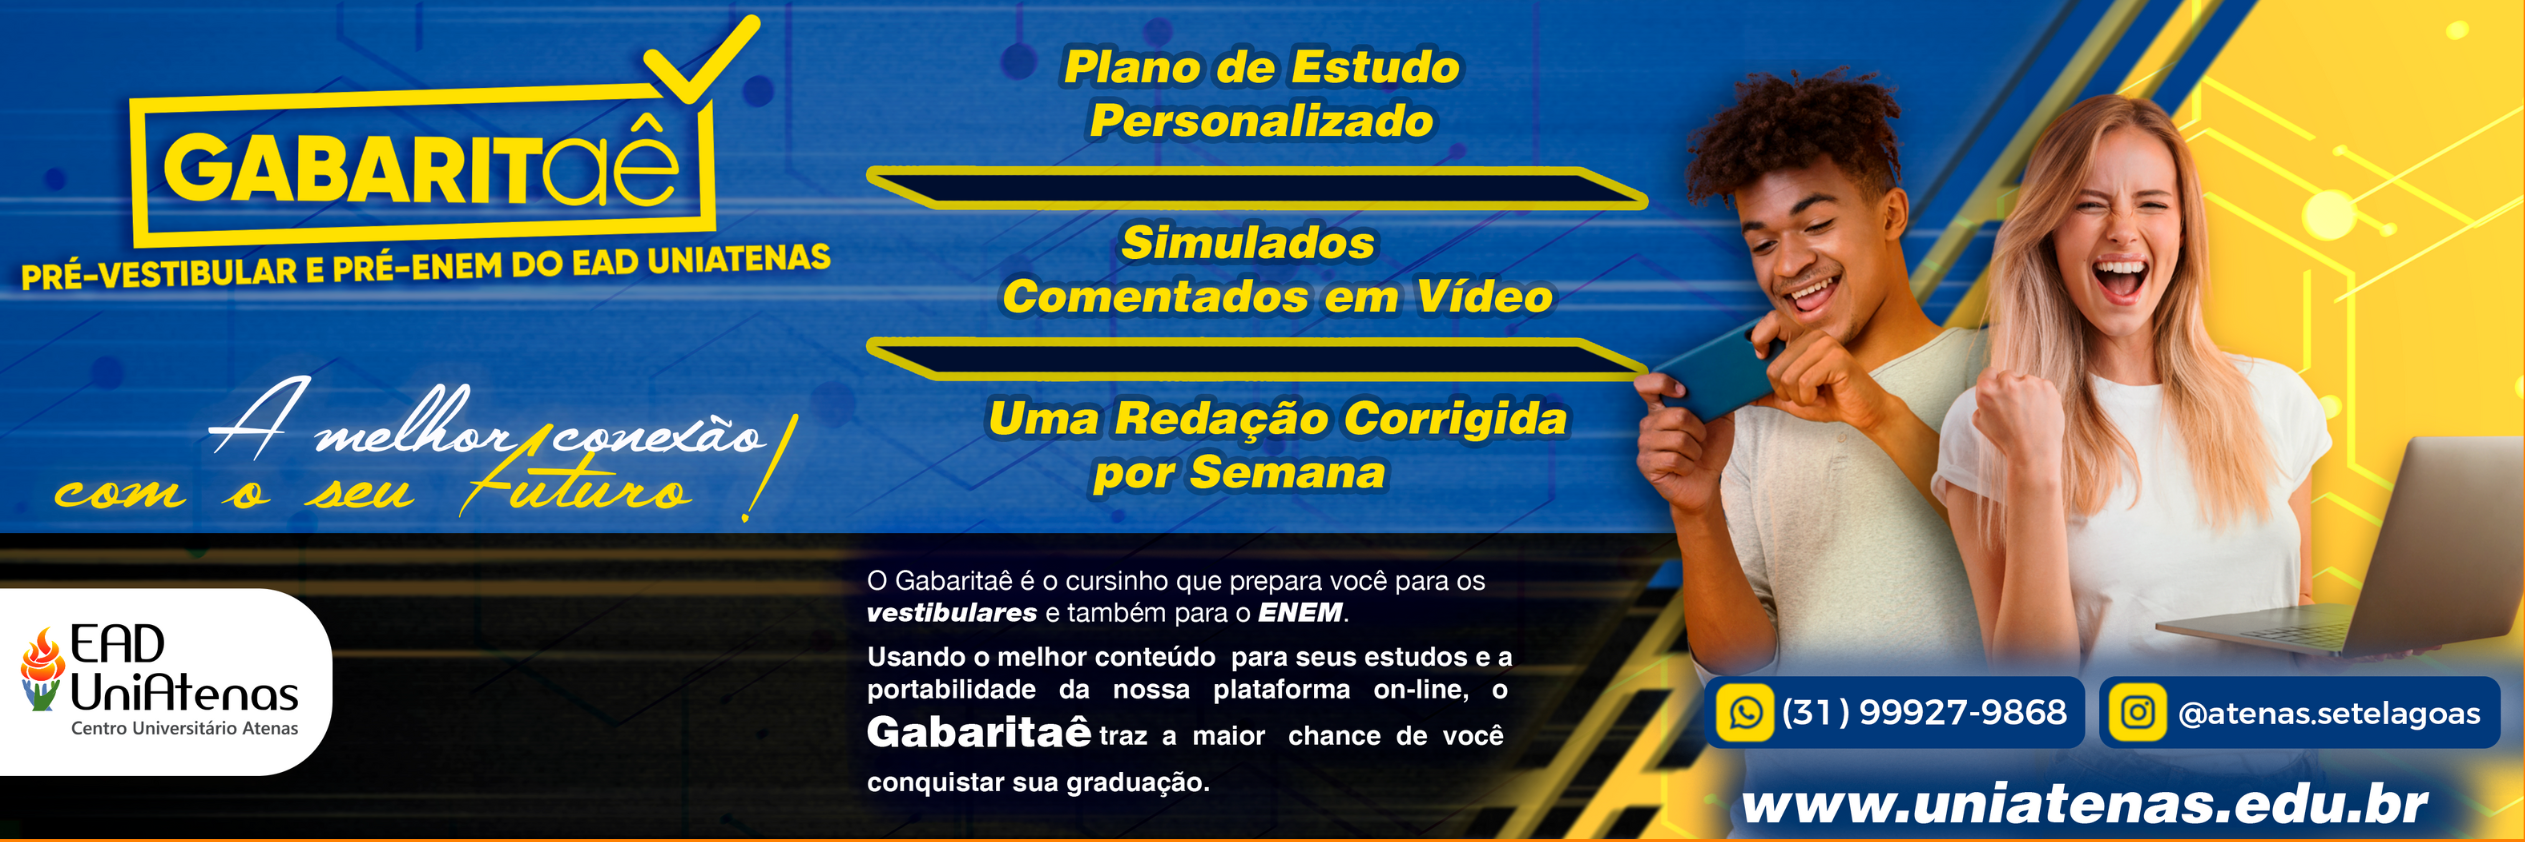 GABARITaê
PRÉ-VESTIBULAR E PRÉ-ENEM DO EAD UNIATENAS
A melhor conexão
com o seu futuro!
EAD
UniAtenas
Centro Universitário Atenas
Plano de Estudo
Personalizado
Simulados
Comentados em Vídeo
Uma Redação Corrigida
por Semana
O Gabaritaê é o cursinho que prepara você para os
vestibulares e também para o ENEM.
Usando o melhor conteúdo para seus estudos e a
portabilidade da nossa plataforma on-line, o
Gabaritaê traz a maior chance de você
conquistar sua graduação.
(31) 99927-9868
@atenas.setelagoas
www.uniatenas.edu.br